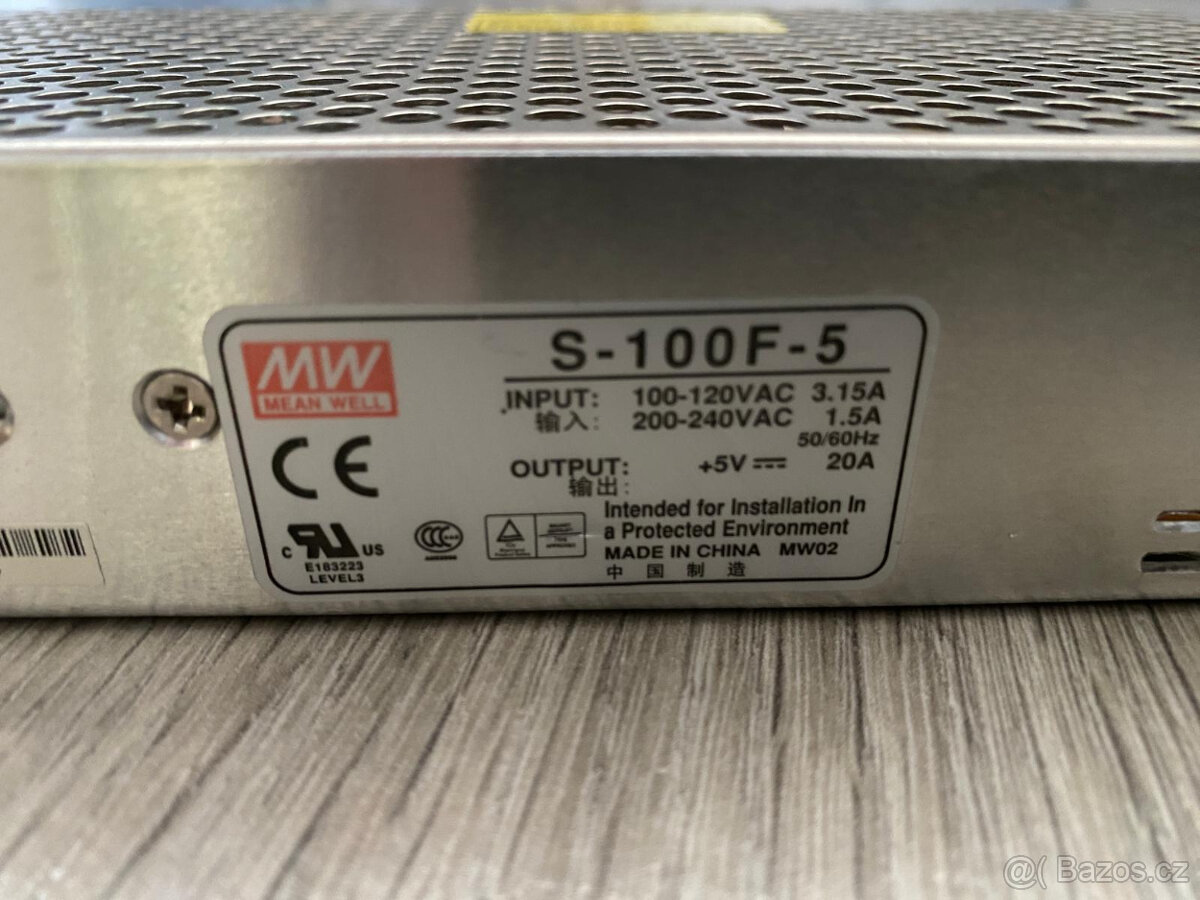 MW
MEAN WELL
S-100F-5
INPUT: 100-120VAC 3.15A
输入: 200-240VAC 1.5A
50/60Hz
OUTPUT: +5V 20A
输出:
CE
c RU US
E183223
LEVEL3
CCC
Intended for Installation In
a Protected Environment
MADE IN CHINA MW02
中国制造
@( Bazos.cz